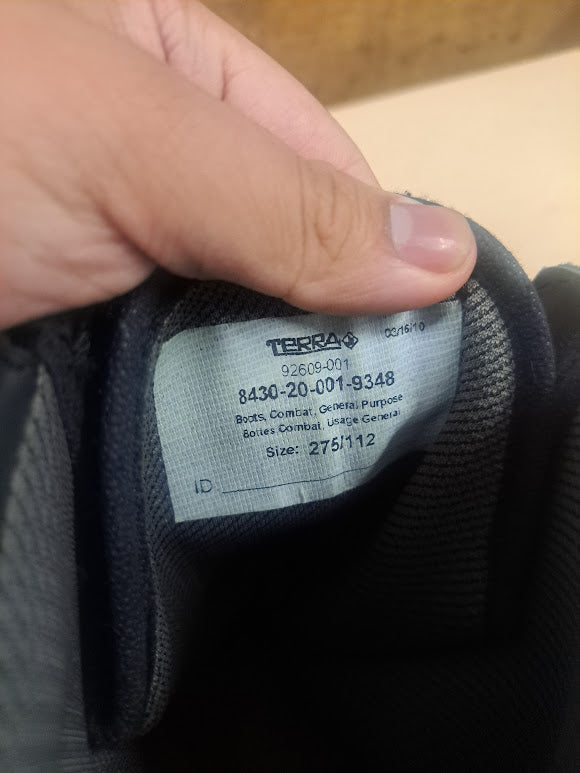 TERRA 03/16/10
92609-001
8430-20-001-9348
Boots, Combat, General Purpose
Bottes Combat, Usage General
Size: 275/112
ID